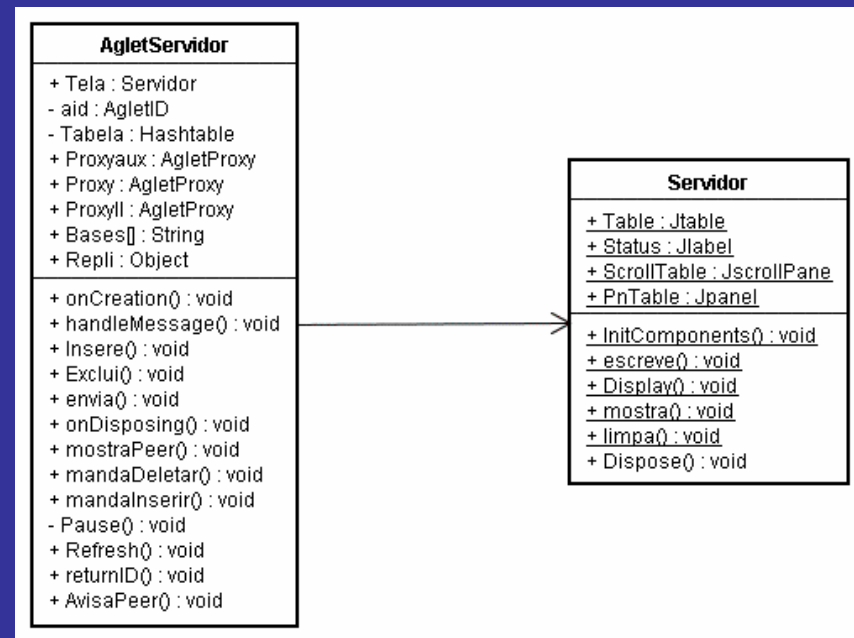 AgletServidor
+ Tela : Servidor
- aid : AgletID
- Tabela : Hashtable
+ Proxyaux : AgletProxy
+ Proxy : AgletProxy
+ ProxyII : AgletProxy
+ Bases[] : String
+ Repli : Object
+ onCreation() : void
+ handleMessage() : void
+ Insere() : void
+ Exclui() : void
+ envia() : void
+ onDisposing() : void
+ mostraPeer() : void
+ mandaDeletar() : void
+ mandaInserir() : void
- Pause() : void
+ Refresh() : void
+ returnID() : void
+ AvisaPeer() : void
Servidor
+ Table : Jtable
+ Status : Jlabel
+ ScrollTable : JscrollPane
+ PnTable : Jpanel
+ InitComponents() : void
+ escreve() : void
+ Display() : void
+ mostra() : void
+ limpa() : void
+ Dispose() : void